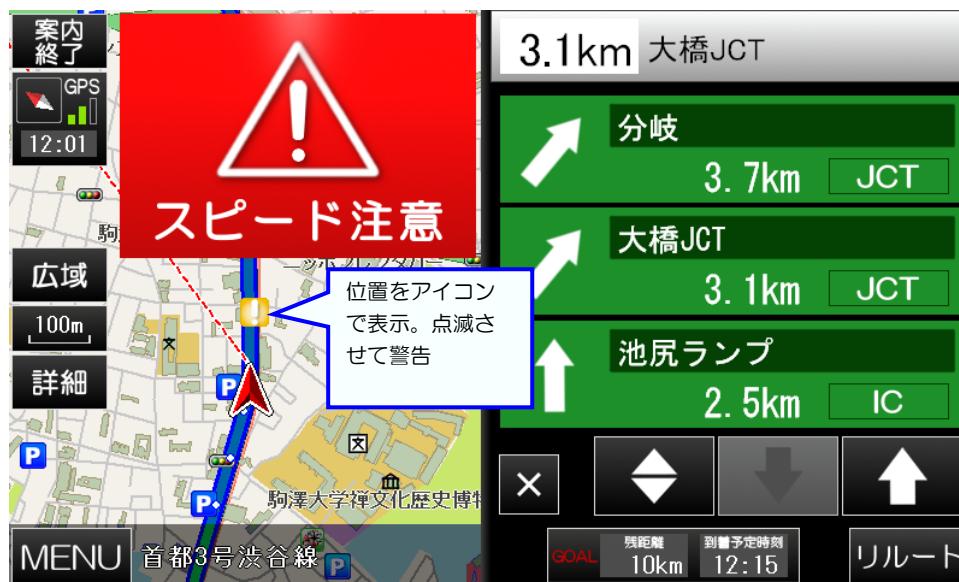 案内
終了
GPS
12:01
スピード注意
広域
100m
詳細
位置をアイコン
で表示。点滅さ
せて警告
P
P
P
文
文
駒澤大学禅文化歴史博
MENU
首都3号渋谷線
P
3.1km 大橋JCT
分岐
3.7km JCT
大橋JCT
3.1km JCT
池尻ランプ
2.5km IC
×
GOAL
残距離
10km
到着予定時刻
12:15
リルート